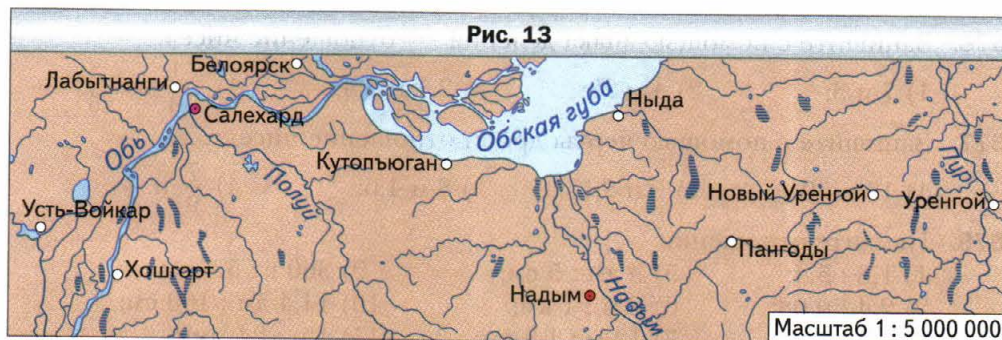 Рис. 13
Белоярск
Лабытнанги
Салехард
Обь
Полуй
Обская губа
Ныда
Кутопъюган
Пур
Новый Уренгой
Уренгой
Усть-Войкар
Пангоды
Хошгорт
Надым
Надым
Масштаб 1 : 5 000 000